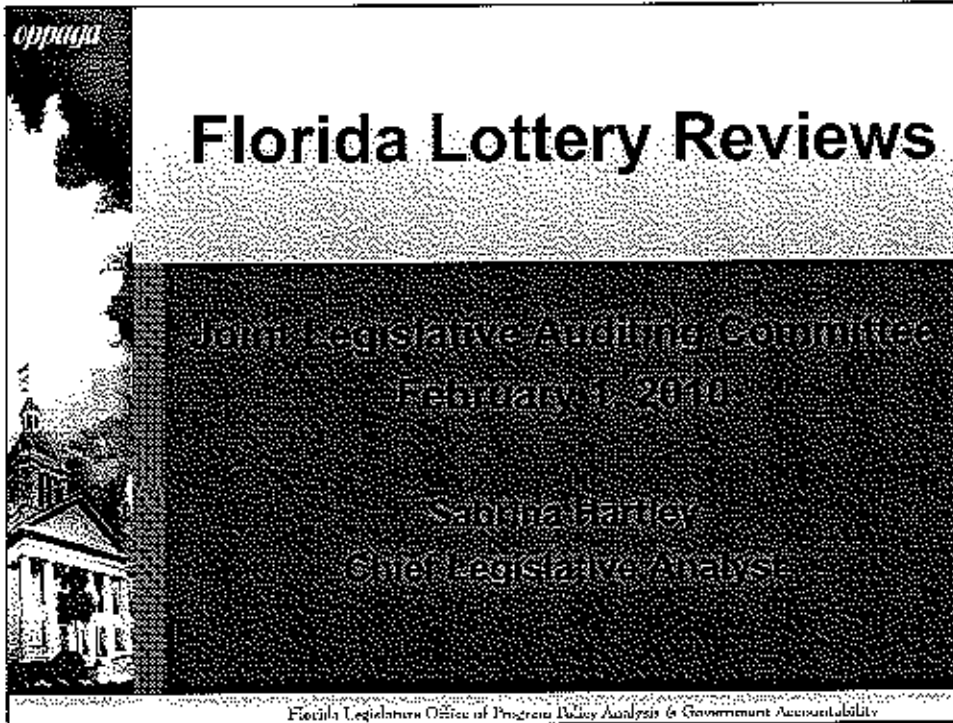 oppaga
Florida Lottery Reviews
Joint Legislative Auditing Committee
February 1, 2010
Sabrina Hartley
Chief Legislative Analyst
Florida Legislature Office of Program Policy Analysis & Government Accountability